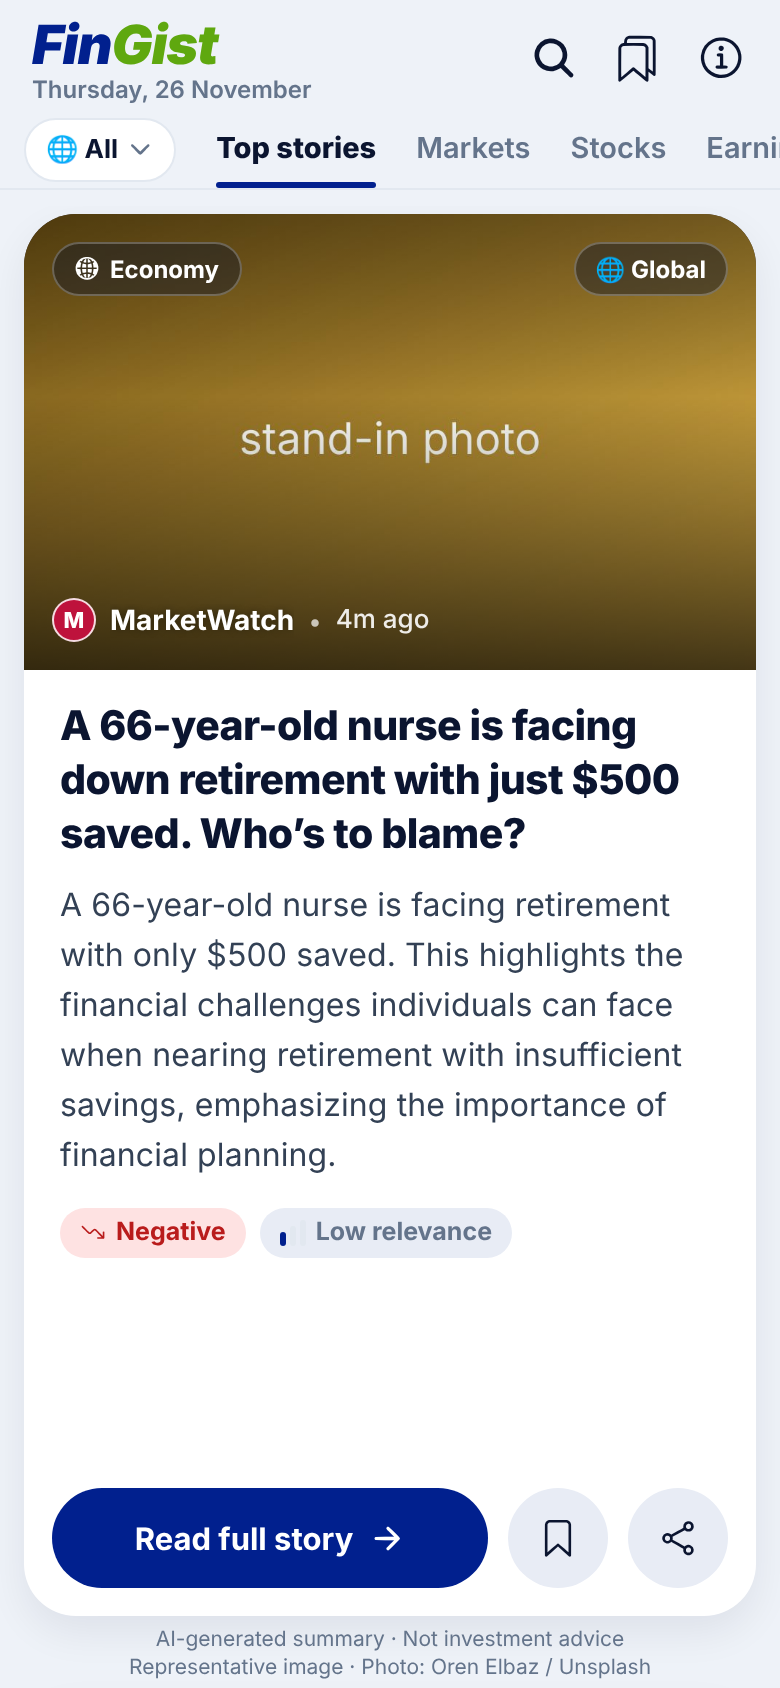 FinGist
Thursday, 26 November
All
Top stories
Markets
Stocks
Earni
Economy
Global
stand-in photo
M
MarketWatch • 4m ago
A 66-year-old nurse is facing
down retirement with just $500
saved. Who’s to blame?
A 66-year-old nurse is facing retirement
with only $500 saved. This highlights the
financial challenges individuals can face
when nearing retirement with insufficient
savings, emphasizing the importance of
financial planning.
Negative
Low relevance
Read full story →
AI-generated summary · Not investment advice
Representative image · Photo: Oren Elbaz / Unsplash